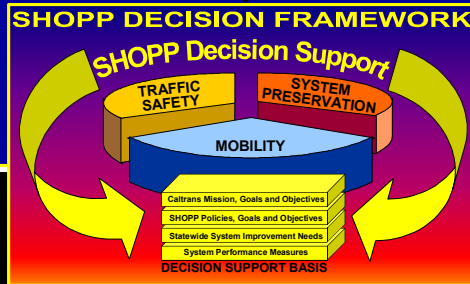 SHOPP DECISION FRAMEWORK
SHOPP Decision Support
TRAFFIC
SAFETY
SYSTEM
PRESERVATION
MOBILITY
Caltrans Mission, Goals and Objectives
SHOPP Policies, Goals and Objectives
Statewide System Improvement Needs
System Performance Measures
DECISION SUPPORT BASIS